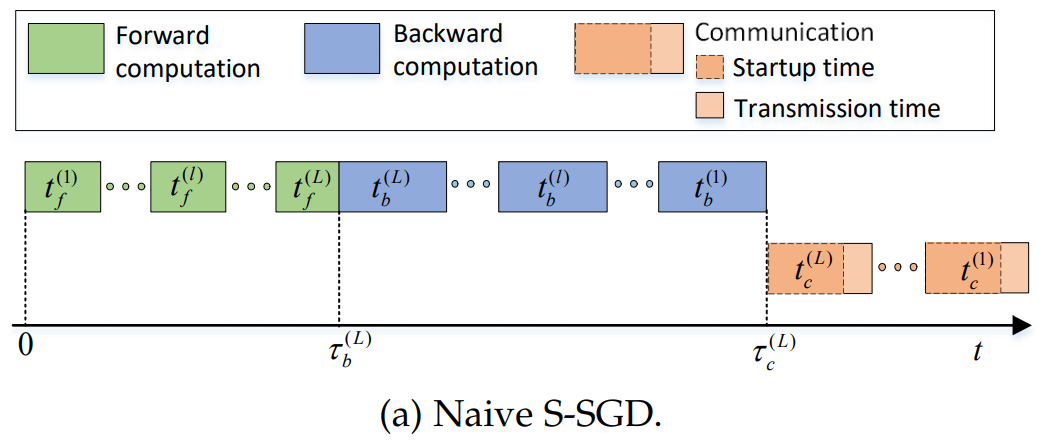 Forward computation
Backward computation
Communication
Startup time
Transmission time
t_f^{(1)} t_f^{(l)} t_f^{(L)} t_b^{(L)} t_b^{(l)} t_b^{(1)}
t_c^{(L)} t_c^{(1)}
0 τ_b^{(L)} τ_c^{(L)} t
(a) Naive S-SGD.